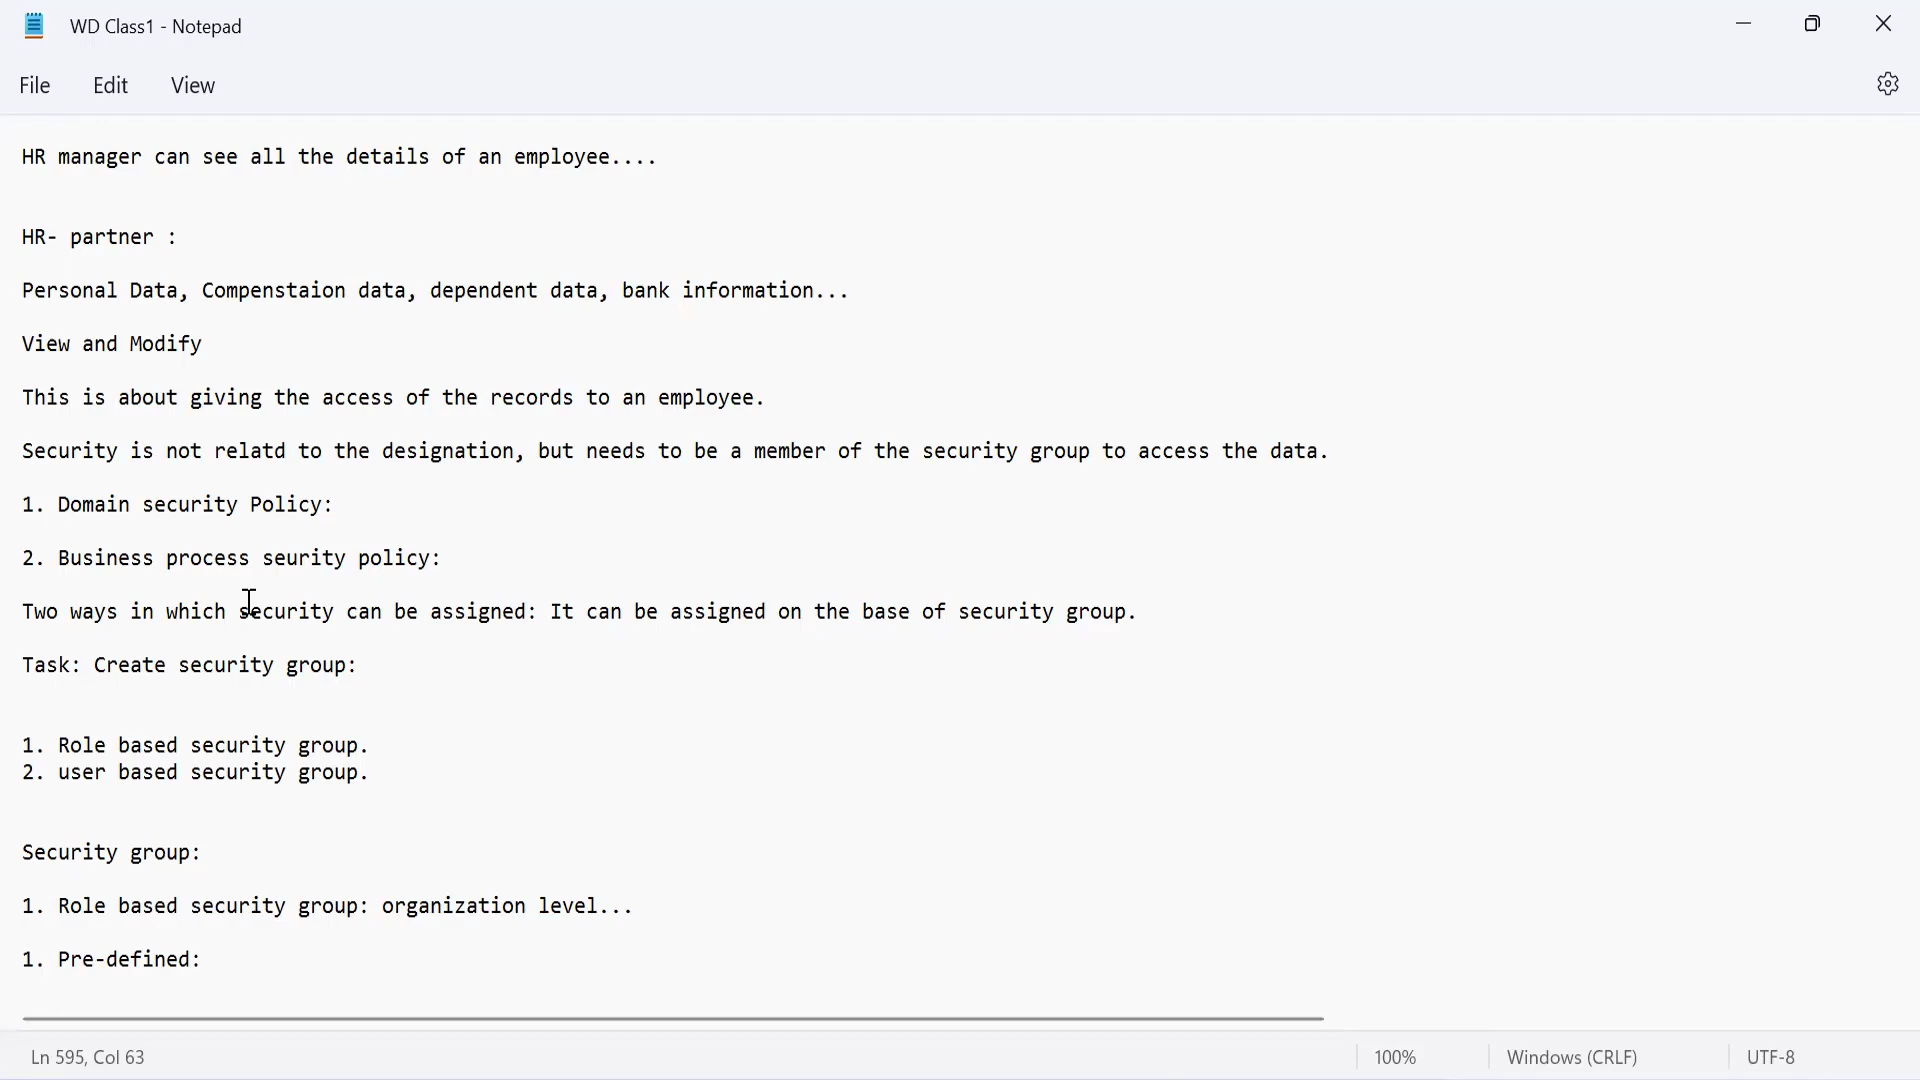 WD Class1 - Notepad
File Edit View
HR manager can see all the details of an employee....
HR- partner :
Personal Data, Compenstaion data, dependent data, bank information...
View and Modify
This is about giving the access of the records to an employee.
Security is not relatd to the designation, but needs to be a member of the security group to access the data.
1. Domain security Policy:
2. Business process seurity policy:
Two ways in which security can be assigned: It can be assigned on the base of security group.
Task: Create security group:
1. Role based security group.
2. user based security group.
Security group:
1. Role based security group: organization level...
1. Pre-defined:
Ln 595, Col 63 100% Windows (CRLF) UTF-8